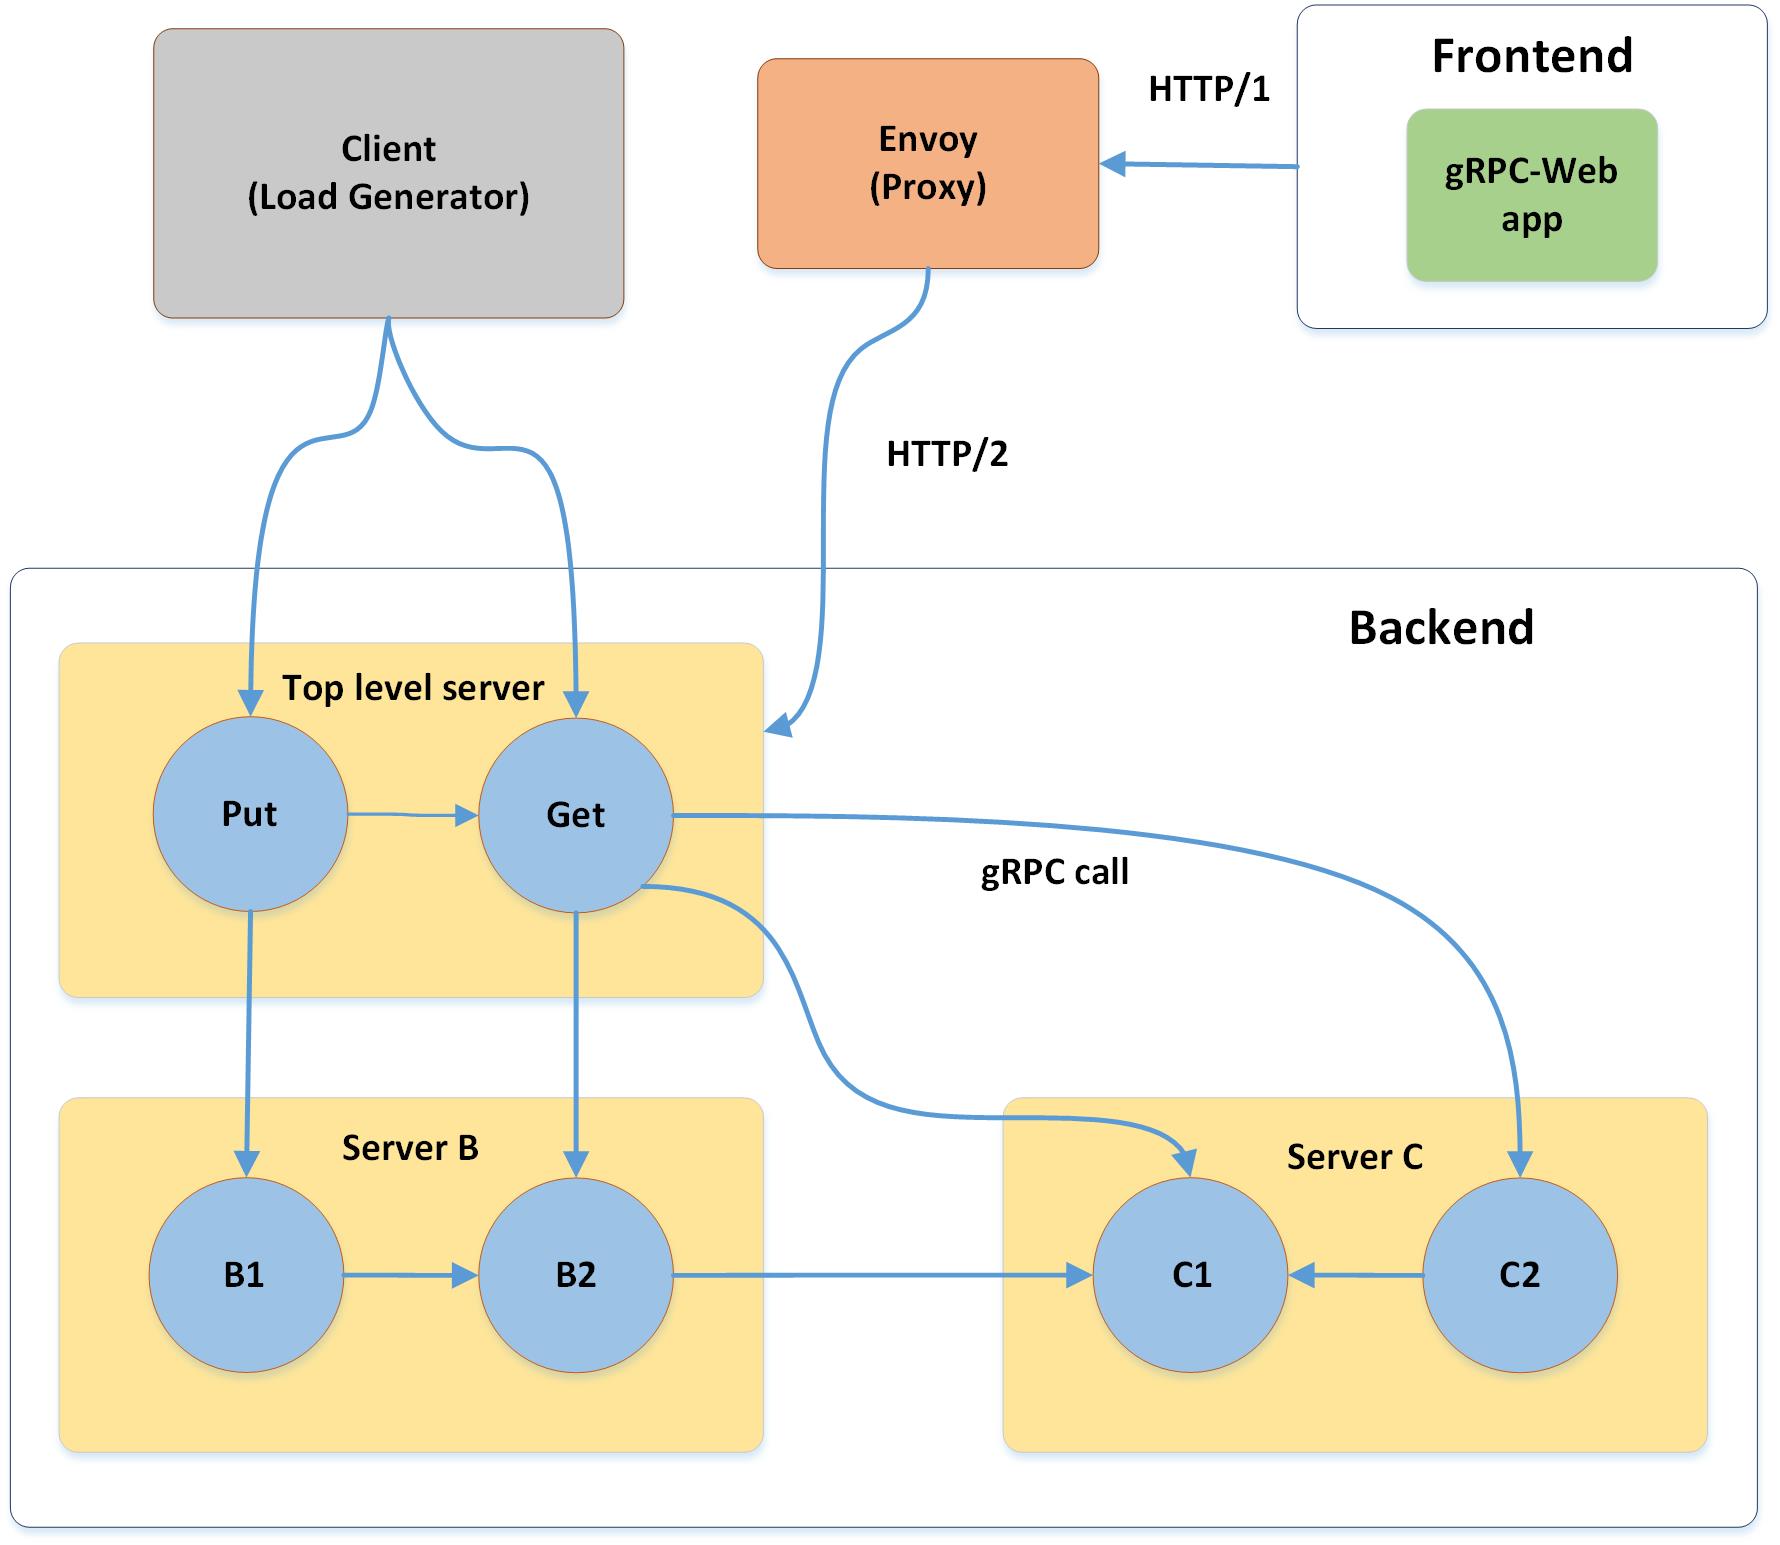 Client
(Load Generator)
Envoy
(Proxy)
HTTP/1
Frontend
gRPC-Web
app
HTTP/2
Backend
Top level server
Put
Get
gRPC call
Server B
B1
B2
Server C
C1
C2